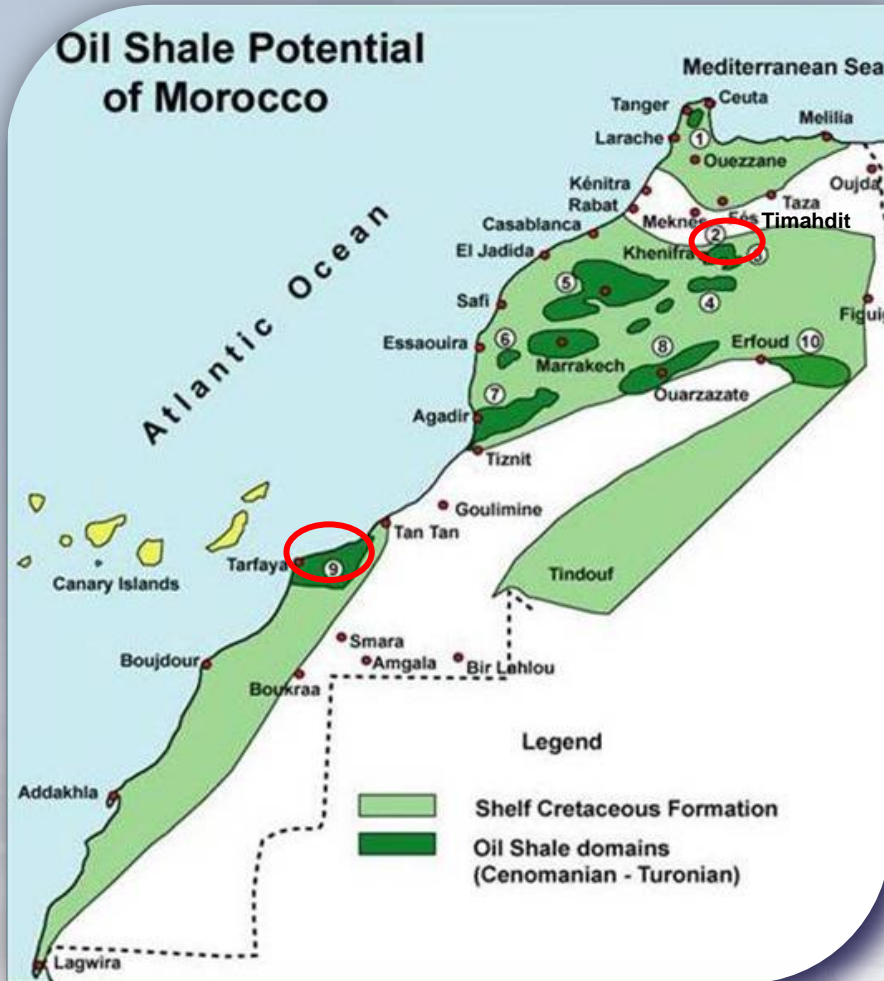 Oil Shale Potential
of Morocco
Mediterranean Sea
Tanger
Ceuta
Larache
1
Melilia
Ouezzane
Oujda
Kénitra
Taza
Rabat
Meknes
Fés
Timahdit
Casablanca
2
El Jadida
Khenifra
5
4
Safi
Figuig
Essaouira
6
8
Erfoud
10
Marrakech
7
Ouarzazate
Agadir
Tiznit
Atlantic Ocean
Goulimine
Tan Tan
Tarfaya
9
Canary Islands
Tindouf
Smara
Boujdour
Amgala
Bir Lahlou
Boukraa
Legend
Addakhla
Shelf Cretaceous Formation
Oil Shale domains
(Cenomanian - Turonian)
Lagwira